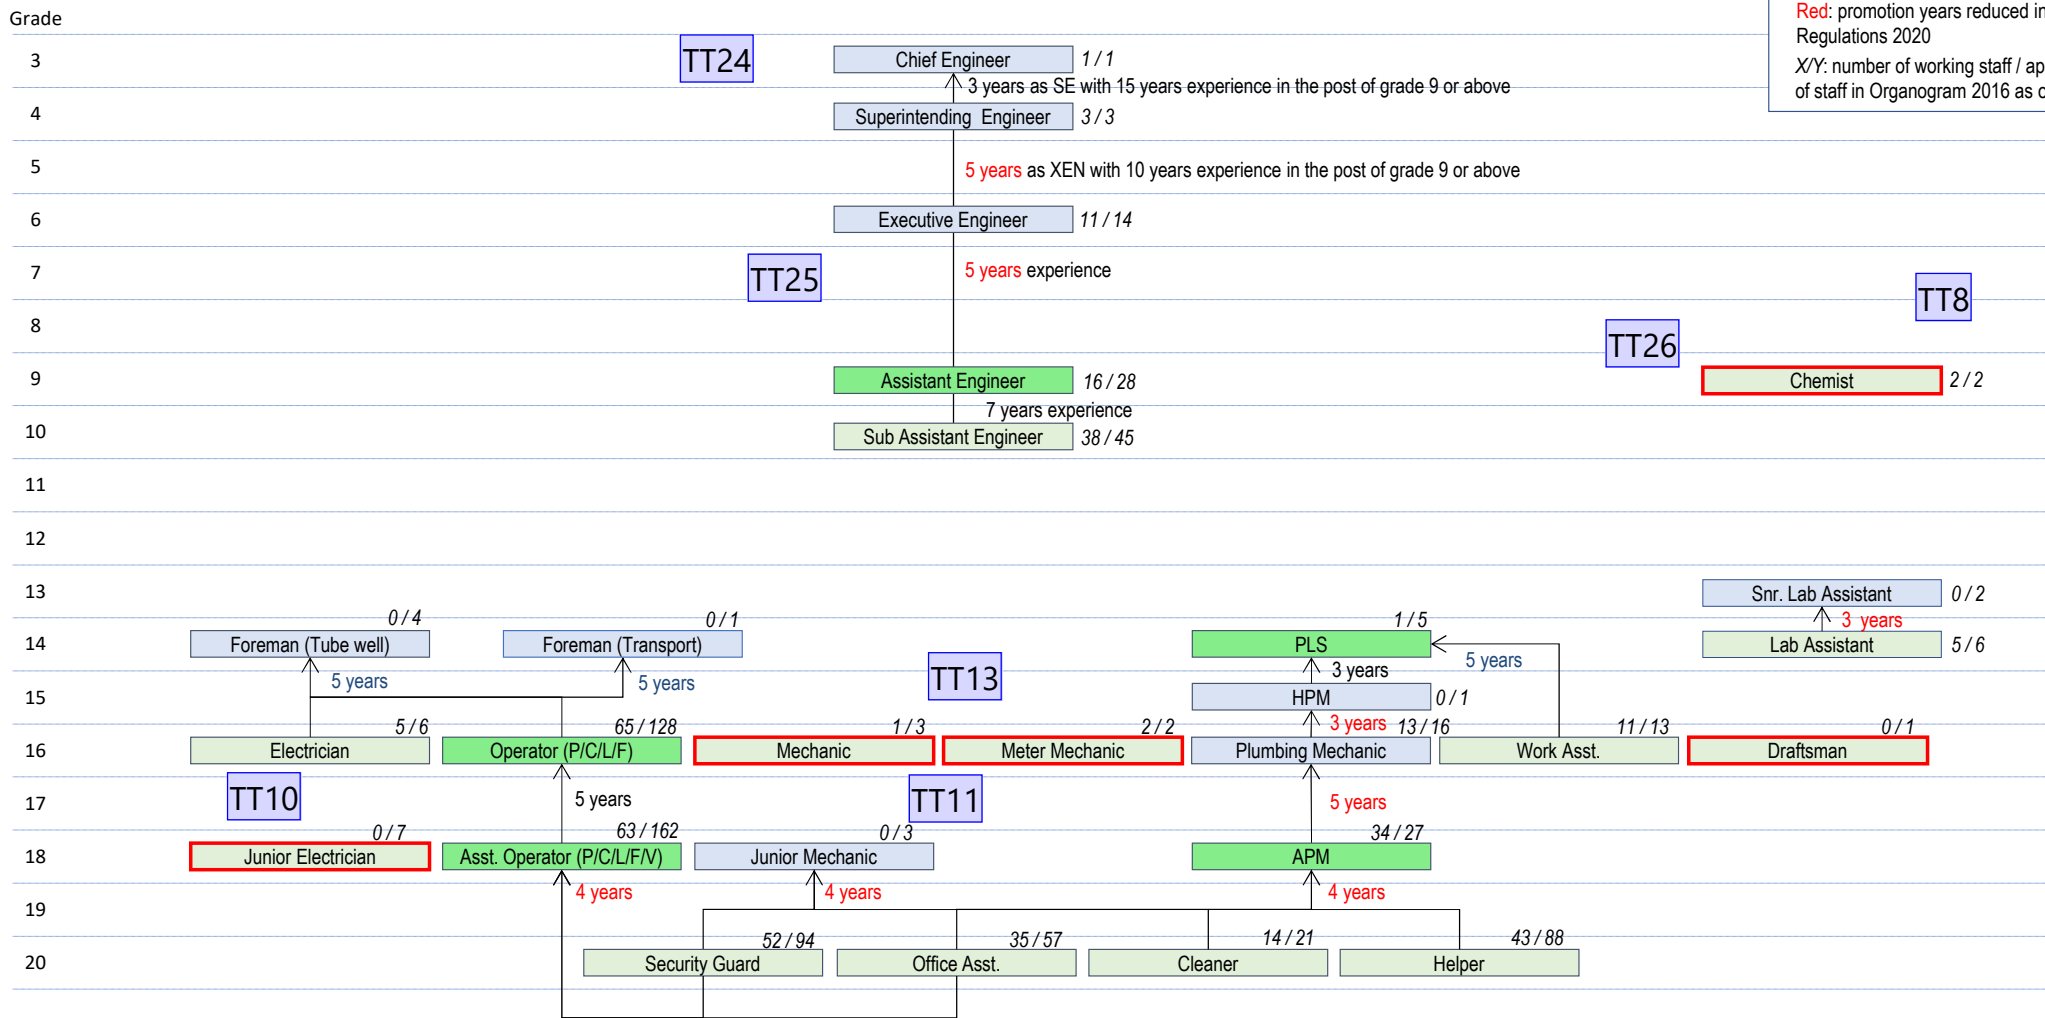 Grade
Red: promotion years reduced in
Regulations 2020
X/Y: number of working staff / ap
of staff in Organogram 2016 as o
3
TT24
Chief Engineer
1 / 1
3 years as SE with 15 years experience in the post of grade 9 or above
4
Superintending Engineer
3 / 3
5
5 years as XEN with 10 years experience in the post of grade 9 or above
6
Executive Engineer
11 / 14
7
TT25
5 years experience
TT8
8
TT26
9
Assistant Engineer
16 / 28
Chemist
2 / 2
7 years experience
10
Sub Assistant Engineer
38 / 45
11
12
13
Snr. Lab Assistant
0 / 2
0 / 4
0 / 1
1 / 5
3 years
14
Foreman (Tube well)
Foreman (Transport)
PLS
Lab Assistant
5 / 6
5 years
5 years
TT13
3 years
5 years
15
HPM
0 / 1
5 / 6
65 / 128
1 / 3
2 / 2
3 years
13 / 16
11 / 13
0 / 1
16
Electrician
Operator (P/C/L/F)
Mechanic
Meter Mechanic
Plumbing Mechanic
Work Asst.
Draftsman
17
TT10
5 years
TT11
5 years
0 / 7
63 / 162
0 / 3
34 / 27
18
Junior Electrician
Asst. Operator (P/C/L/F/V)
Junior Mechanic
APM
4 years
4 years
4 years
19
52 / 94
35 / 57
14 / 21
43 / 88
20
Security Guard
Office Asst.
Cleaner
Helper